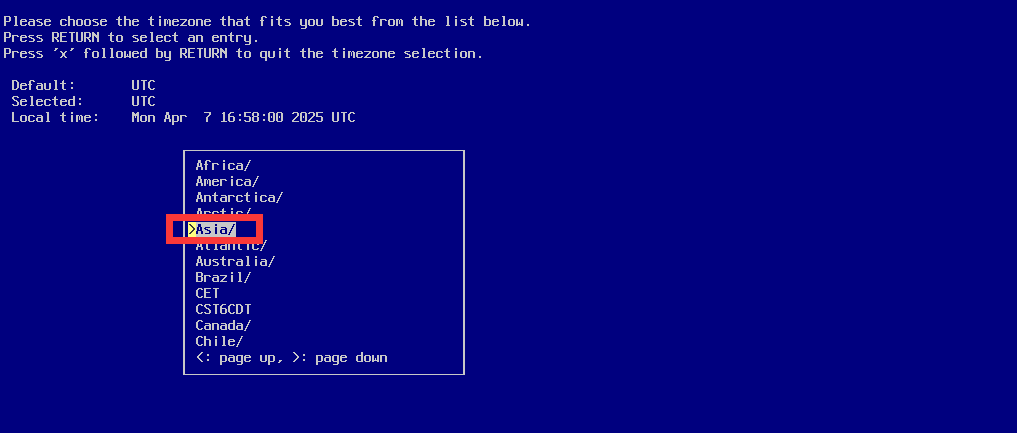 Please choose the timezone that fits you best from the list below.
Press RETURN to select an entry.
Press 'x' followed by RETURN to quit the timezone selection.
Default: UTC
Selected: UTC
Local time: Mon Apr 7 16:58:00 2025 UTC
Africa/
America/
Antarctica/
Arctic/
>Asia/
Atlantic/
Australia/
Brazil/
CET
CST6CDT
Canada/
Chile/
<: page up, >: page down